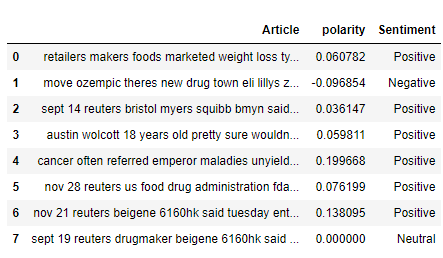 Article polarity Sentiment
0 retailers makers foods marketed weight loss ty... 0.060782 Positive
1 move ozempic theres new drug town eli lillys z... -0.096854 Negative
2 sept 14 reuters bristol myers squibb bmyn said... 0.036147 Positive
3 austin wolcott 18 years old pretty sure wouldn... 0.059811 Positive
4 cancer often referred emperor maladies unyield... 0.199668 Positive
5 nov 28 reuters us food drug administration fda... 0.076199 Positive
6 nov 21 reuters beigene 6160hk said tuesday ent... 0.138095 Positive
7 sept 19 reuters drugmaker beigene 6160hk said ... 0.000000 Neutral